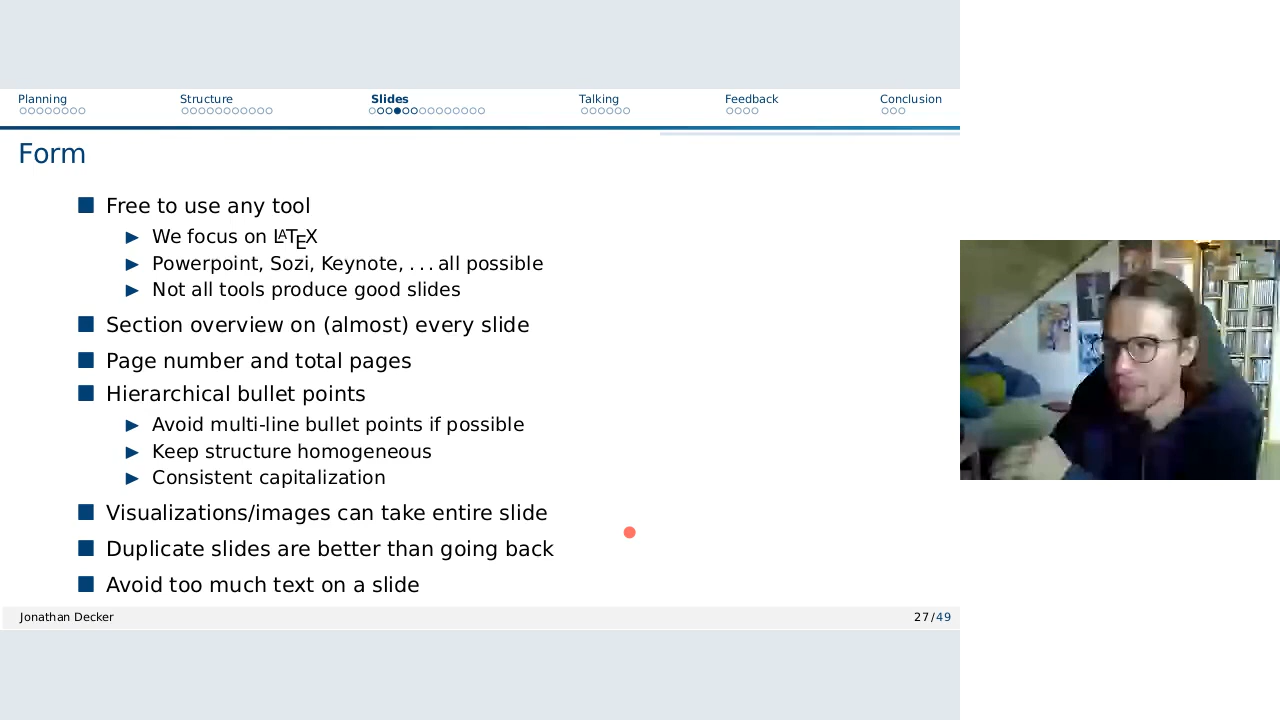 Planning Structure Slides Talking Feedback Conclusion
Form
Free to use any tool
We focus on LATEX
Powerpoint, Sozi, Keynote, ... all possible
Not all tools produce good slides
Section overview on (almost) every slide
Page number and total pages
Hierarchical bullet points
Avoid multi-line bullet points if possible
Keep structure homogeneous
Consistent capitalization
Visualizations/images can take entire slide
Duplicate slides are better than going back
Avoid too much text on a slide
Jonathan Decker 27/49